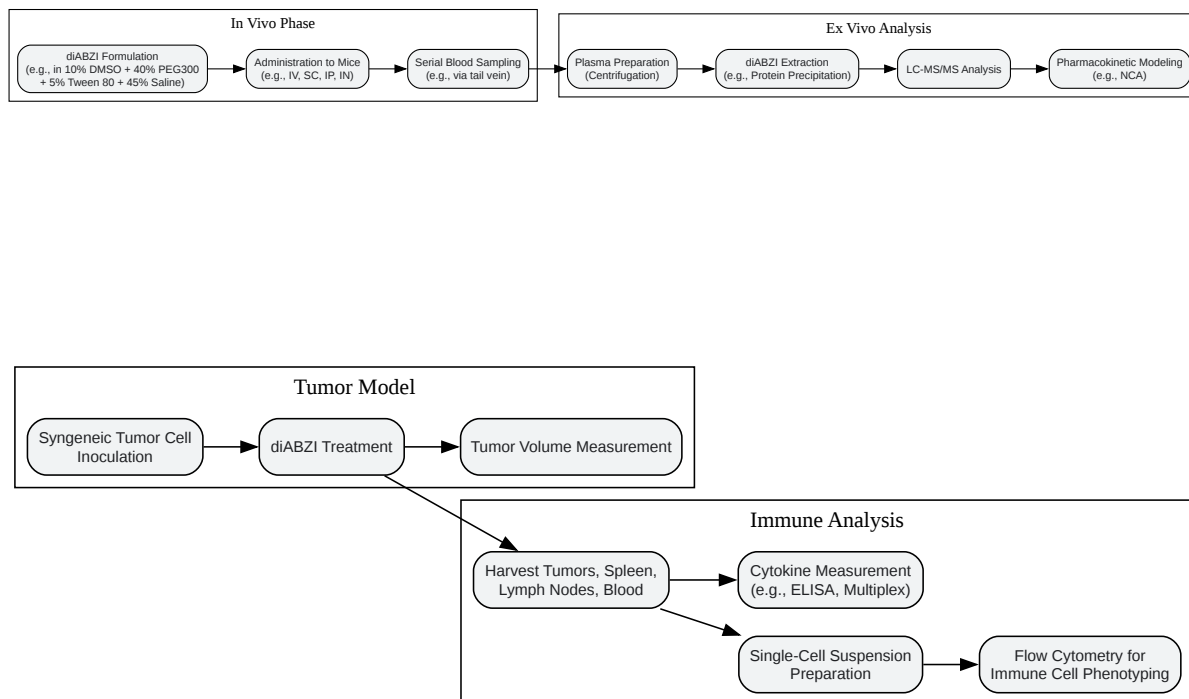 In Vivo Phase
diABZI Formulation
(e.g., in 10% DMSO + 40% PEG300
+ 5% Tween 80 + 45% Saline)
Administration to Mice
(e.g., IV, SC, IP, IN)
Serial Blood Sampling
(e.g., via tail vein)
Ex Vivo Analysis
Plasma Preparation
(Centrifugation)
diABZI Extraction
(e.g., Protein Precipitation)
LC-MS/MS Analysis
Pharmacokinetic Modeling
(e.g., NCA)
Tumor Model
Syngeneic Tumor Cell
Inoculation
diABZI Treatment
Tumor Volume Measurement
Immune Analysis
Harvest Tumors, Spleen,
Lymph Nodes, Blood
Cytokine Measurement
(e.g., ELISA, Multiplex)
Single-Cell Suspension
Preparation
Flow Cytometry for
Immune Cell Phenotyping